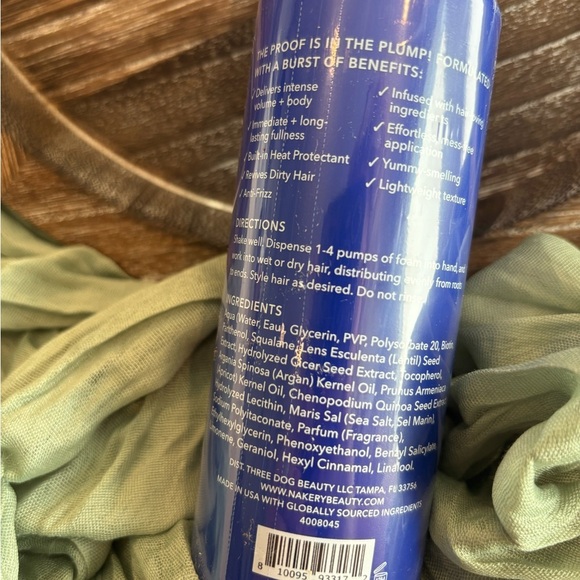 THE PROOF IS IN THE PLUMP! FORMULATED
WITH A BURST OF BENEFITS:
✓ Delivers intense
volume + body
✓ Immediate + long-
lasting fullness
✓ Built-in Heat Protectant
✓ Revives Dirty Hair
✓ Anti-Frizz
✓ Infused with hair loving
ingredients
✓ Effortless, mess-free
application
✓ Yummy smelling
✓ Lightweight texture
DIRECTIONS
Shake well. Dispense 1-4 pumps of foam into hand, and
work into wet or dry hair, distributing evenly from roots
to ends. Style hair as desired. Do not rinse.
INGREDIENTS
Aqua (Water, Eau), Glycerin, PVP, Polysorbate 20, Biotin,
Panthenol, Squalane, Lens Esculenta (Lentil) Seed
Extract, Hydrolyzed Cicer Seed Extract, Tocopherol,
Argania Spinosa (Argan) Kernel Oil, Prunus Armeniaca
(Apricot) Kernel Oil, Chenopodium Quinoa Seed Extract,
Hydrolyzed Lecithin, Maris Sal (Sea Salt, Sel Marin)
Sodium Polyitaconate, Parfum (Fragrance),
Ethylhexylglycerin, Phenoxyethanol, Benzyl Salicylate,
Geraniol, Hexyl Cinnamal, Linalool.
DIST. THREE DOG BEAUTY LLC TAMPA, Fl 33756
WWW.NAKERYBEAUTY.COM
MADE IN USA WITH GLOBALLY SOURCED INGREDIENTS
4008045
8 10095 93317 2